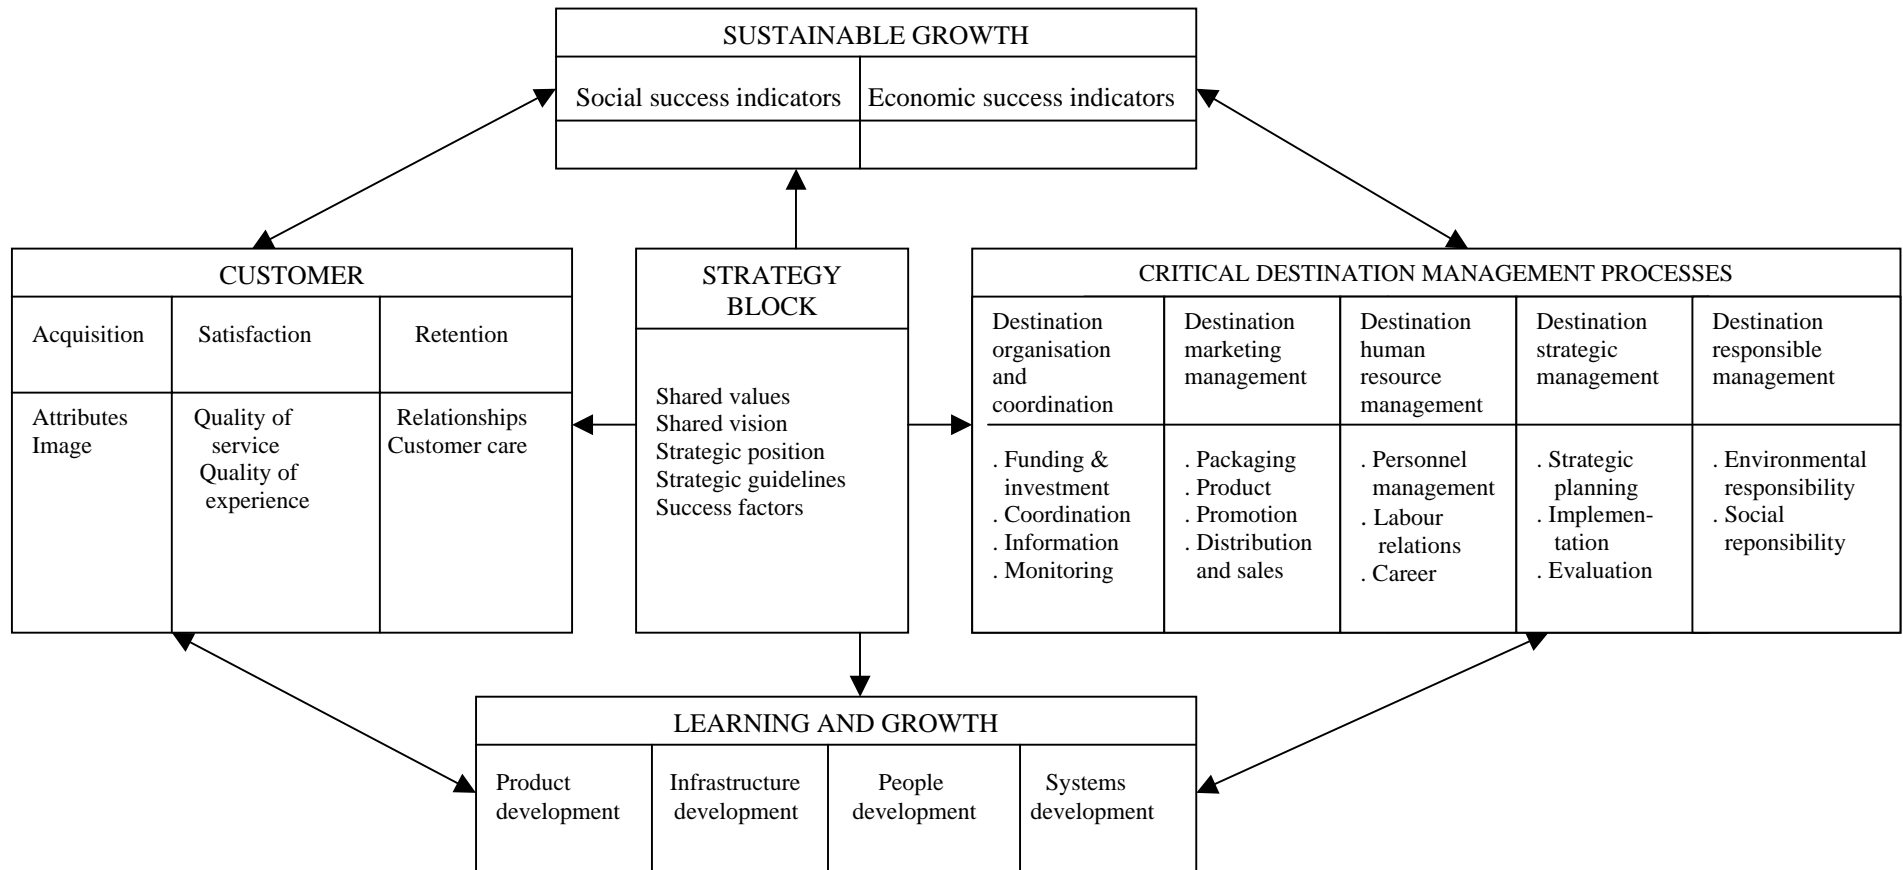 SUSTAINABLE GROWTH
Social success indicators
Economic success indicators
CUSTOMER
Acquisition
Satisfaction
Retention
Attributes
Image
Quality of
service
Quality of
experience
Relationships
Customer care
STRATEGY
BLOCK
Shared values
Shared vision
Strategic position
Strategic guidelines
Success factors
CRITICAL DESTINATION MANAGEMENT PROCESSES
Destination
organisation
and
coordination
Destination
marketing
management
Destination
human
resource
management
Destination
strategic
management
Destination
responsible
management
. Funding &
investment
. Coordination
. Information
. Monitoring
. Packaging
. Product
. Promotion
. Distribution
and sales
. Personnel
management
. Labour
relations
. Career
. Strategic
planning
. Implemen-
tation
. Evaluation
. Environmental
responsibility
. Social
reponsibility
LEARNING AND GROWTH
Product
development
Infrastructure
development
People
development
Systems
development